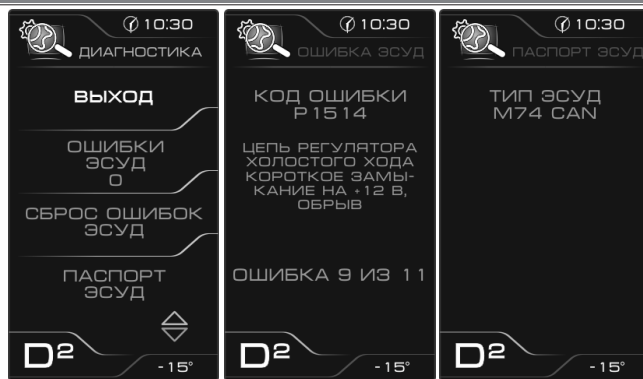 10:30
ДИАГНОСТИКА
ВЫХОД
ОШИБКИ
ЭСУД
0
СБРОС ОШИБОК
ЭСУД
ПАСПОРТ
ЭСУД
D2
-15°
10:30
ОШИБКА ЭСУД
КОД ОШИБКИ
P1514
ЦЕПЬ РЕГУЛЯТОРА
ХОЛОСТОГО ХОДА
КОРОТКОЕ ЗАМЫ-
КАНИЕ НА +12 В,
ОБРЫВ
ОШИБКА 9 ИЗ 11
D2
-15°
10:30
ПАСПОРТ ЭСУД
ТИП ЭСУД
M74 CAN
D2
-15°